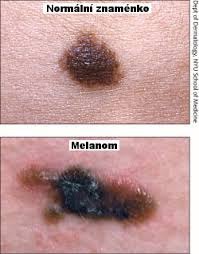 Normální znaménko
Dept of Dermatology, NYU School of Medicine
Melanom